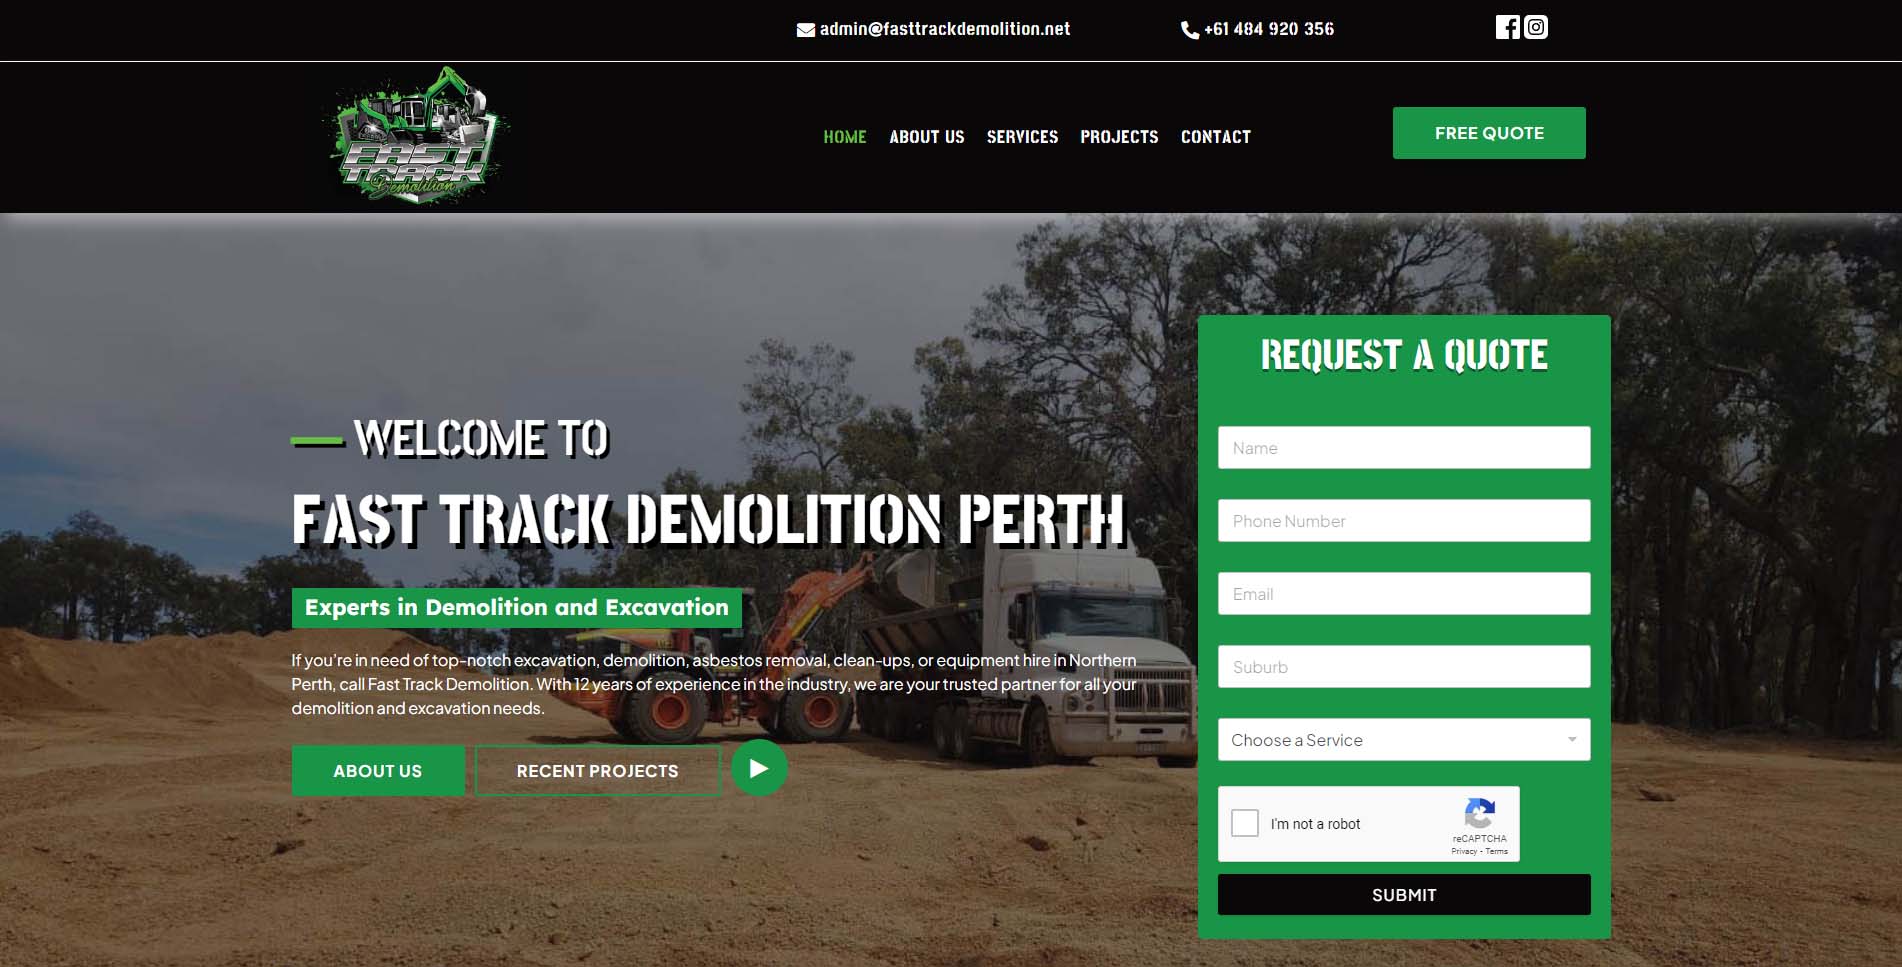 admin@fasttrackdemolition.net
+61 484 920 356
FAST
TRACK
Demolition
HOME
ABOUT US
SERVICES
PROJECTS
CONTACT
FREE QUOTE
WELCOME TO
FAST TRACK DEMOLITION PERTH
Experts in Demolition and Excavation
If you're in need of top-notch excavation, demolition, asbestos removal, clean-ups, or equipment hire in Northern
Perth, call Fast Track Demolition. With 12 years of experience in the industry, we are your trusted partner for all your
demolition and excavation needs.
ABOUT US
RECENT PROJECTS
REQUEST A QUOTE
Name
Phone Number
Email
Suburb
Choose a Service
I'm not a robot
reCAPTCHA
Privacy - Terms
SUBMIT